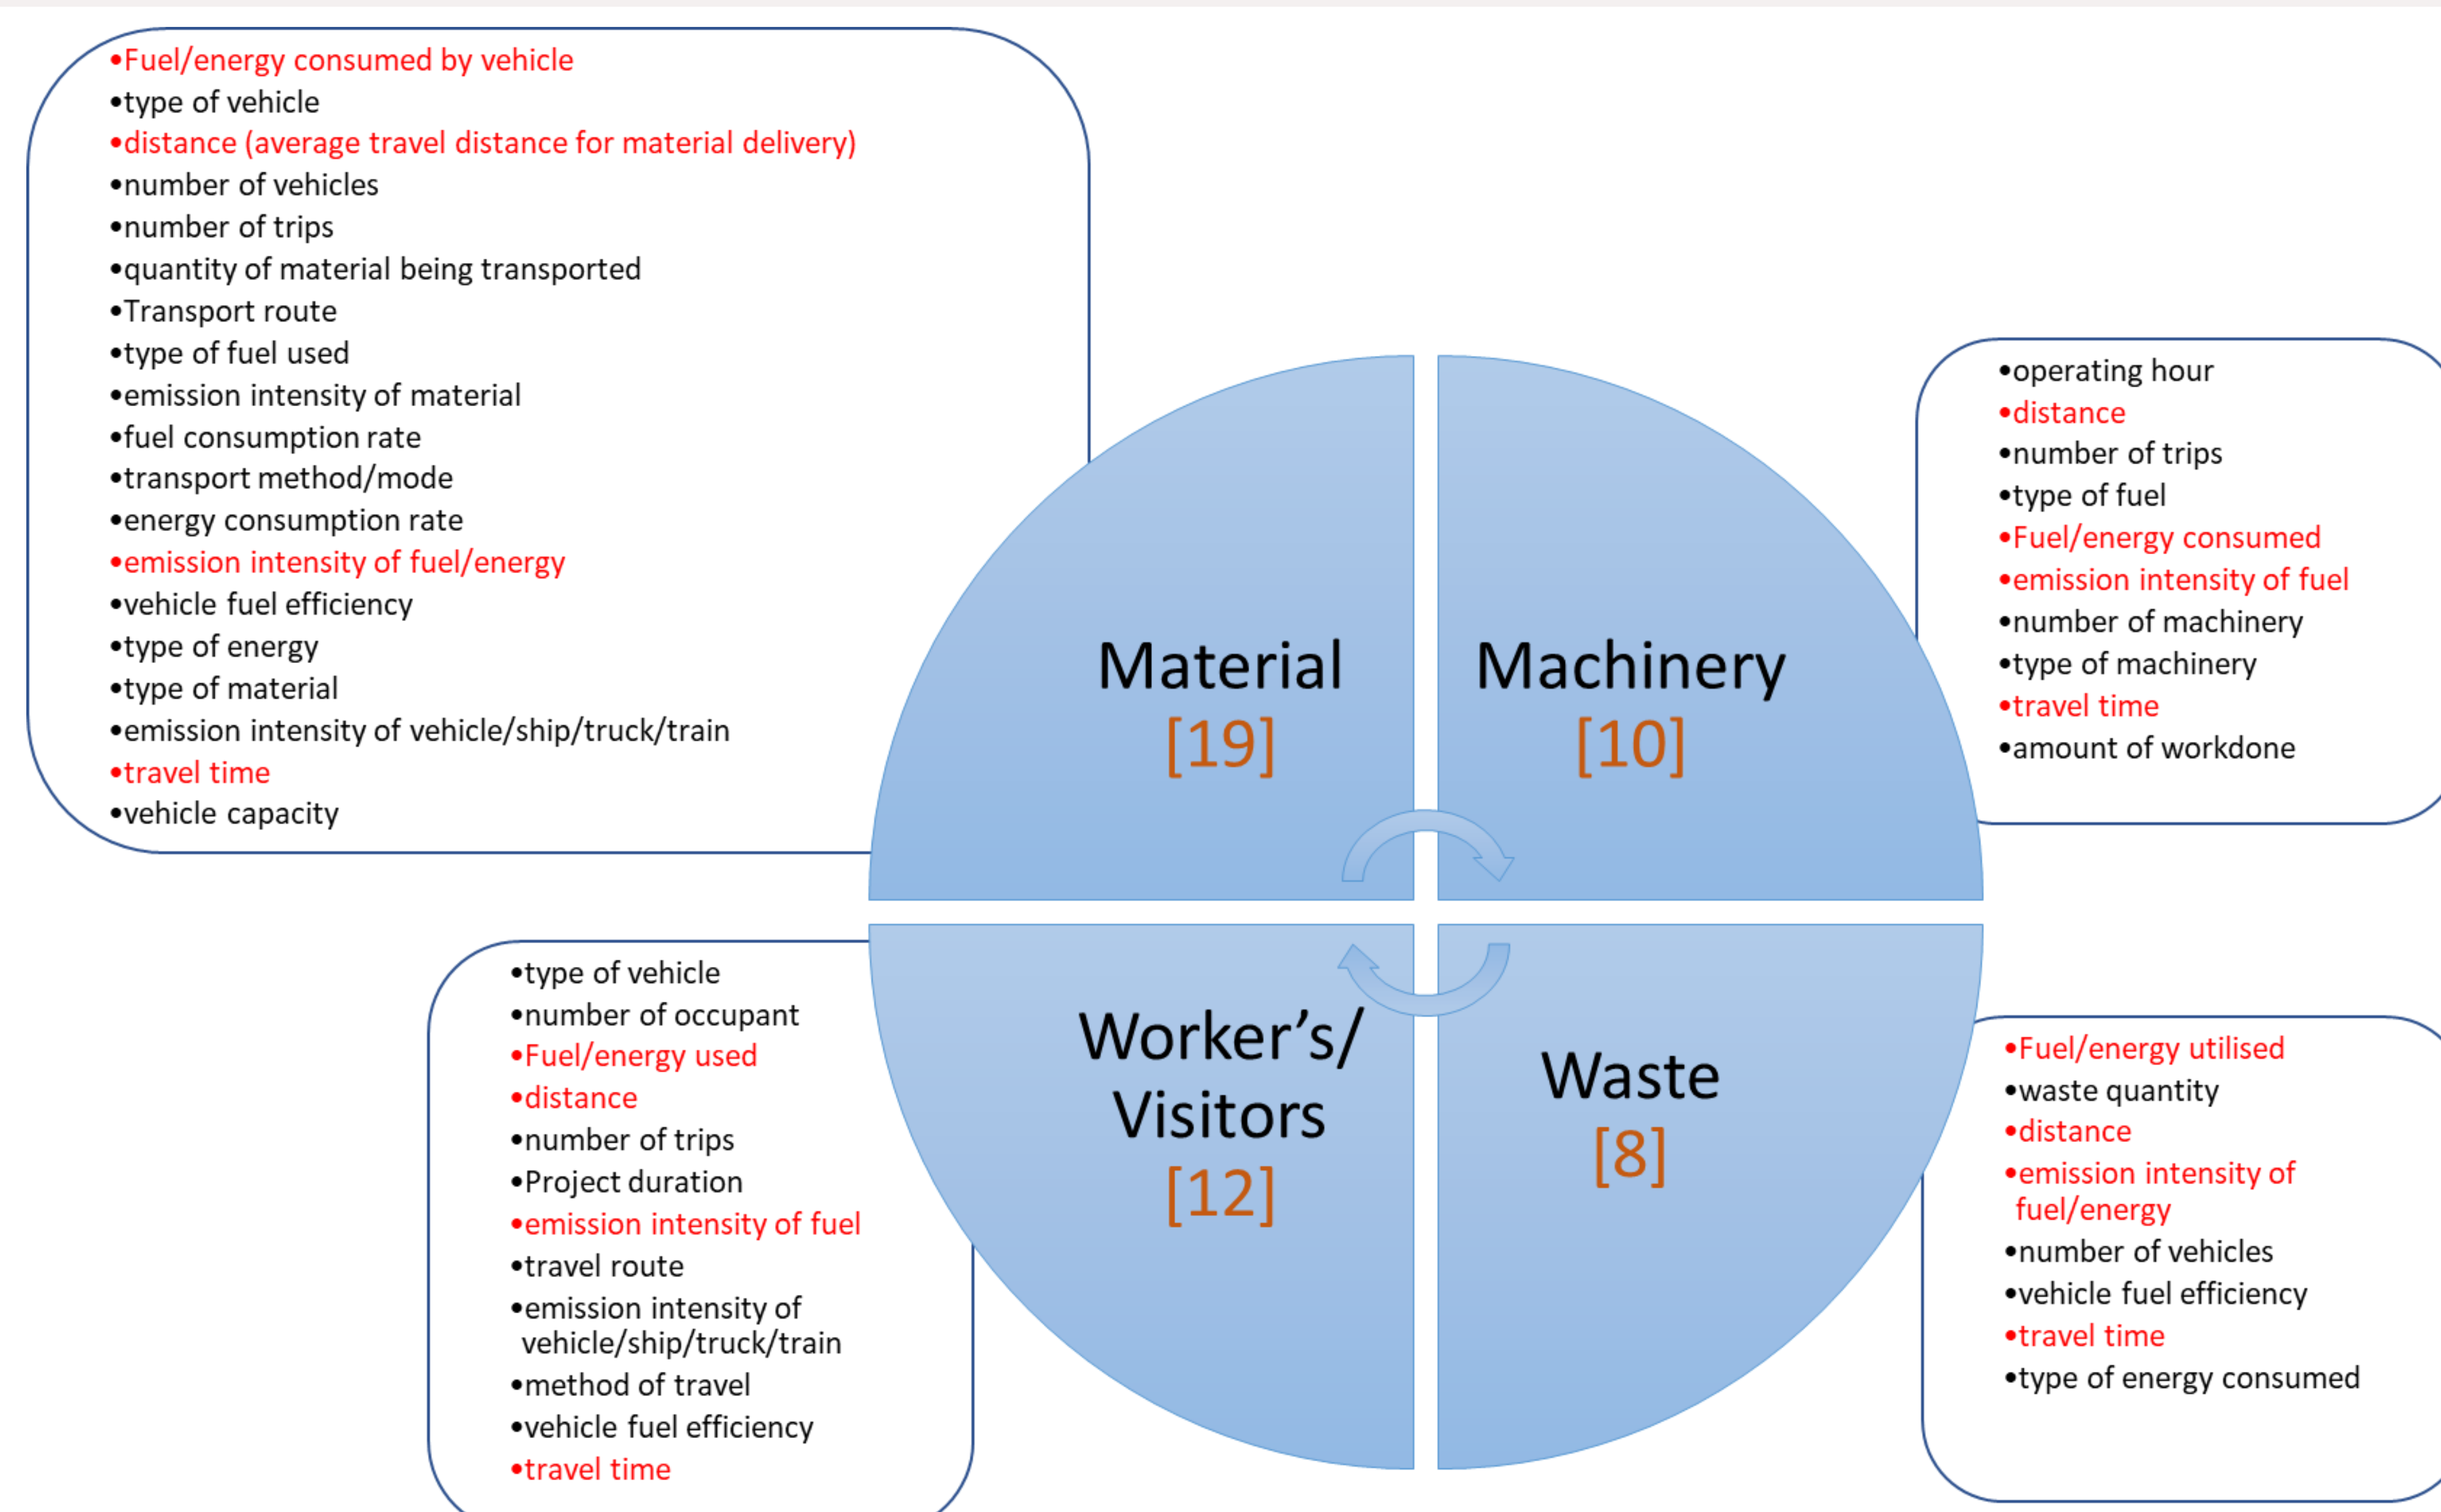 •Fuel/energy consumed by vehicle
•type of vehicle
•distance (average travel distance for material delivery)
•number of vehicles
•number of trips
•quantity of material being transported
•Transport route
•type of fuel used
•emission intensity of material
•fuel consumption rate
•transport method/mode
•energy consumption rate
•emission intensity of fuel/energy
•vehicle fuel efficiency
•type of energy
•type of material
•emission intensity of vehicle/ship/truck/train
•travel time
•vehicle capacity
Material
[19]
Machinery
[10]
•operating hour
•distance
•number of trips
•type of fuel
•Fuel/energy consumed
•emission intensity of fuel
•number of machinery
•type of machinery
•travel time
•amount of workdone
•type of vehicle
•number of occupant
•Fuel/energy used
•distance
•number of trips
•Project duration
•emission intensity of fuel
•travel route
•emission intensity of
vehicle/ship/truck/train
•method of travel
•vehicle fuel efficiency
•travel time
Worker’s/
Visitors
[12]
Waste
[8]
•Fuel/energy utilised
•waste quantity
•distance
•emission intensity of
fuel/energy
•number of vehicles
•vehicle fuel efficiency
•travel time
•type of energy consumed